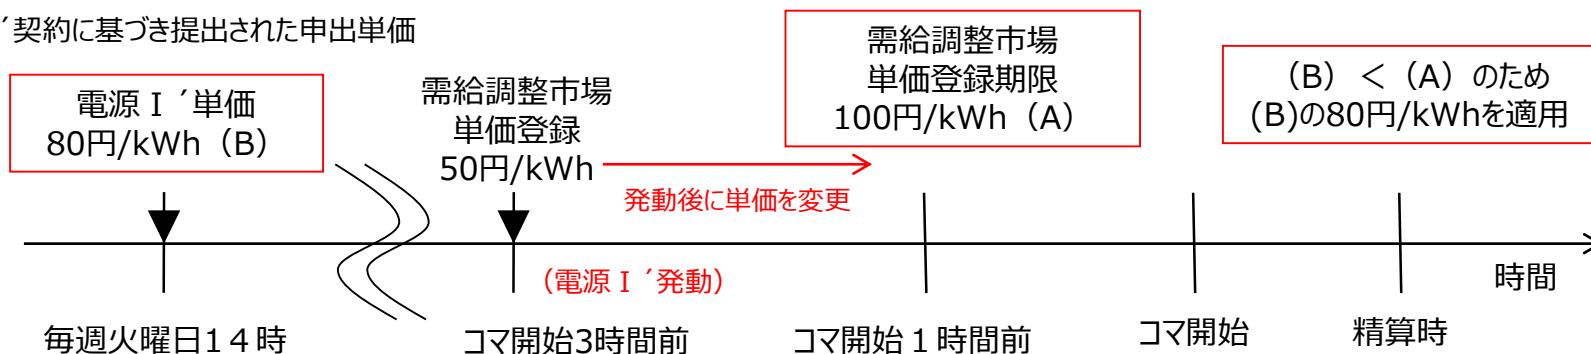 ´契約に基づき提出された申出単価
電源Ⅰ´単価
80円/kWh（B）
需給調整市場
単価登録
50円/kWh
発動後に単価を変更
需給調整市場
単価登録期限
100円/kWh（A）
（B）＜（A）のため
(B)の80円/kWhを適用
（電源Ⅰ´発動）
時間
毎週火曜日１４時
コマ開始3時間前
コマ開始１時間前
コマ開始
精算時